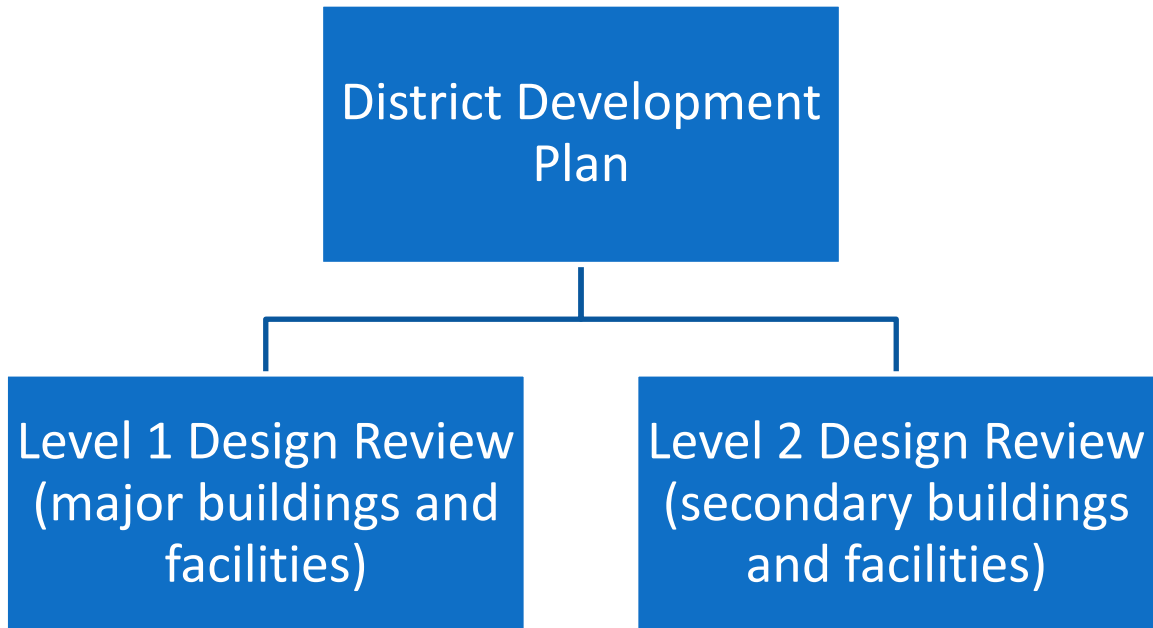 District Development
Plan
Level 1 Design Review
(major buildings and
facilities)
Level 2 Design Review
(secondary buildings
and facilities)